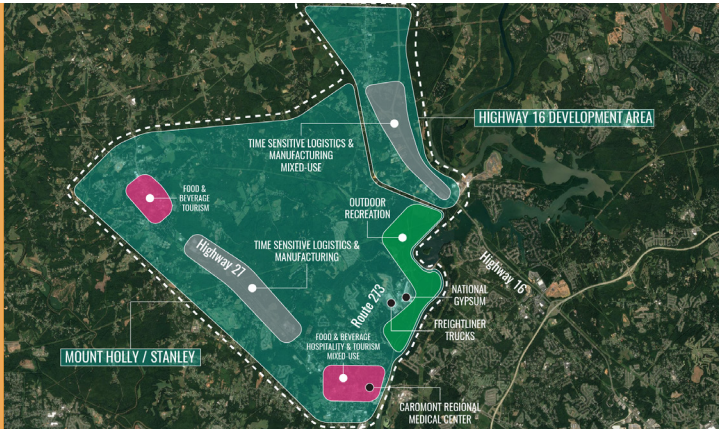 HIGHWAY 16 DEVELOPMENT AREA
TIME SENSITIVE LOGISTICS &
MANUFACTURING
MIXED-USE
FOOD &
BEVERAGE
TOURISM
OUTDOOR
RECREATION
Highway 27
TIME SENSITIVE LOGISTICS &
MANUFACTURING
Highway 16
Route 273
NATIONAL
GYPSUM
FREIGHTLINER
TRUCKS
FOOD & BEVERAGE
HOSPITALITY & TOURISM
MIXED-USE
MOUNT HOLLY / STANLEY
CAROMONT REGIONAL
MEDICAL CENTER